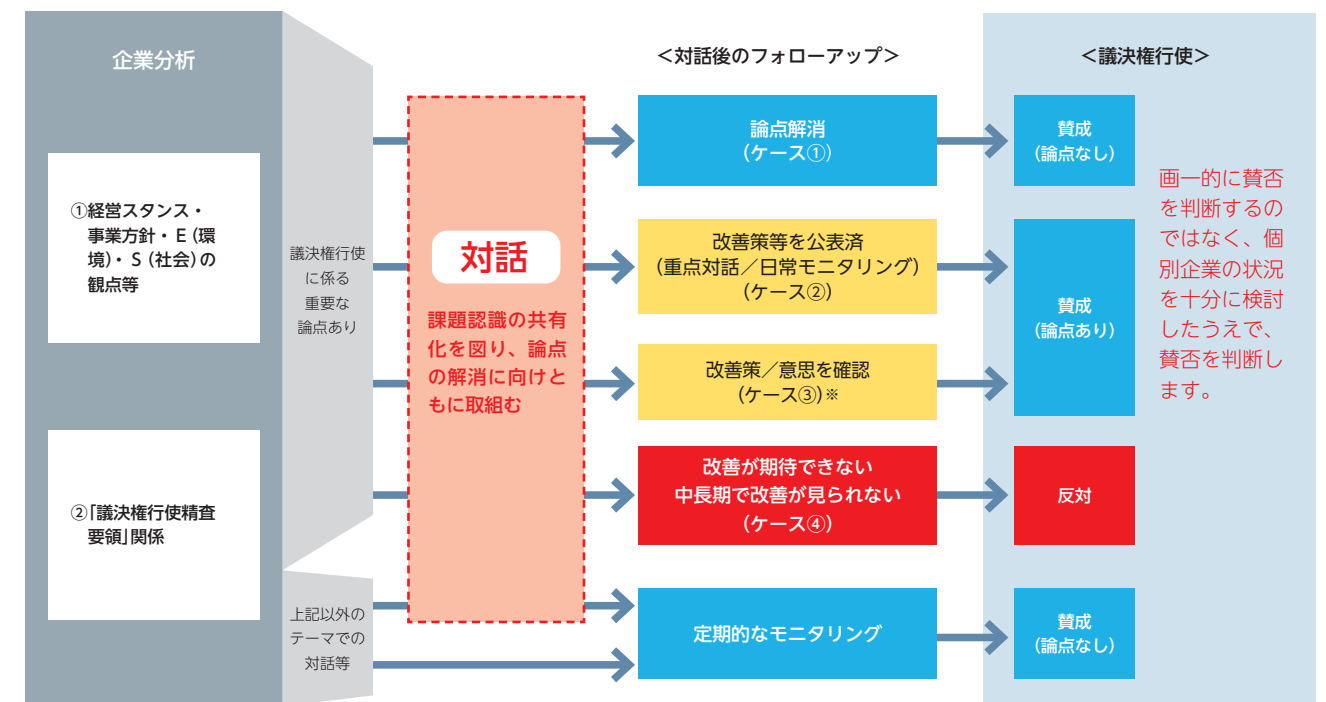 企業分析
①経営スタンス・
事業方針・E（環
境）・S（社会）の
観点等
②「議決権行使精査
要領」関係
議決権行使
に係る
重要な
論点あり
上記以外の
テーマでの
対話等
対話
課題認識の共有
化を図り、論点
の解消に向けと
もに取組む
＜対話後のフォローアップ＞
論点解消
（ケース①）
改善策等を公表済
（重点対話／日常モニタリング）
（ケース②）
改善策／意思を確認
（ケース③）※
改善が期待できない
中長期で改善が見られない
（ケース④）
定期的なモニタリング
＜議決権行使＞
賛成
（論点なし）
賛成
（論点あり）
反対
賛成
（論点なし）
画一的に賛否
を判断するの
ではなく、個
別企業の状況
を十分に検討
したうえで、
賛否を判断し
ます。